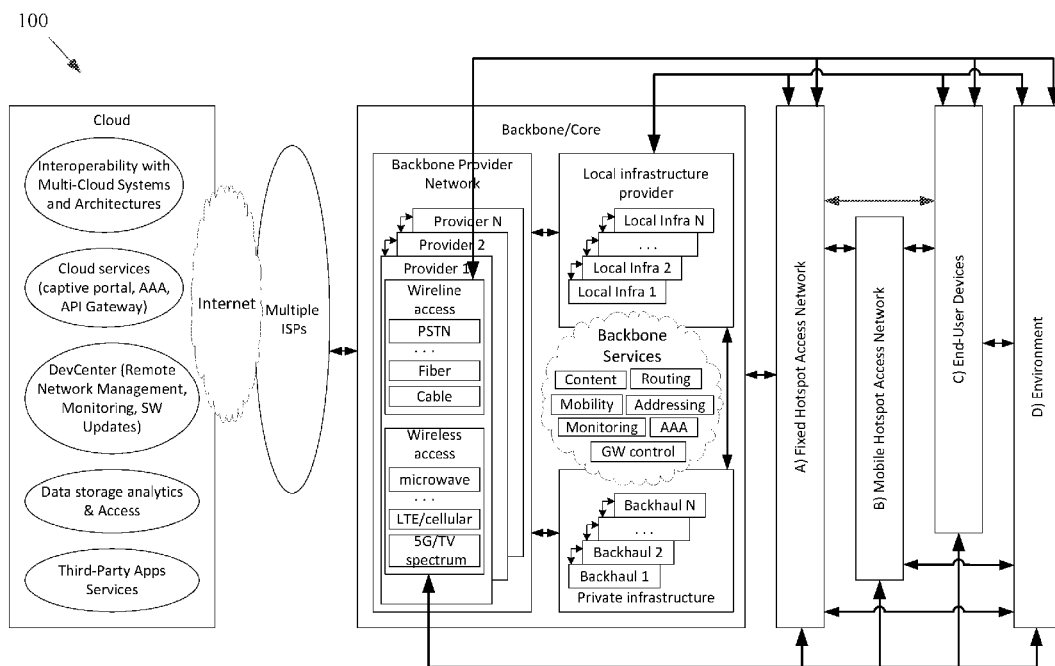 100
Cloud
Interoperability with
Multi-Cloud Systems
and Architectures
Cloud services
(captive portal, AAA,
API Gateway)
DevCenter (Remote
Network Management,
Monitoring, SW
Updates)
Data storage analytics
& Access
Third-Party Apps
Services
Internet
Multiple
ISPs
Backbone/Core
Backbone Provider
Network
Provider N
Provider 2
Provider 1
Wireline
access
PSTN
. . .
Fiber
Cable
Wireless
access
microwave
. . .
LTE/cellular
5G/TV
spectrum
Local infrastructure
provider
Local Infra N
. . .
Local Infra 2
Local Infra 1
Backbone
Services
Content
Routing
Mobility
Addressing
Monitoring
AAA
GW control
Backhaul N
. . .
Backhaul 2
Backhaul 1
Private infrastructure
A) Fixed Hotspot Access Network
B) Mobile Hotspot Access Network
C) End-User Devices
D) Environment